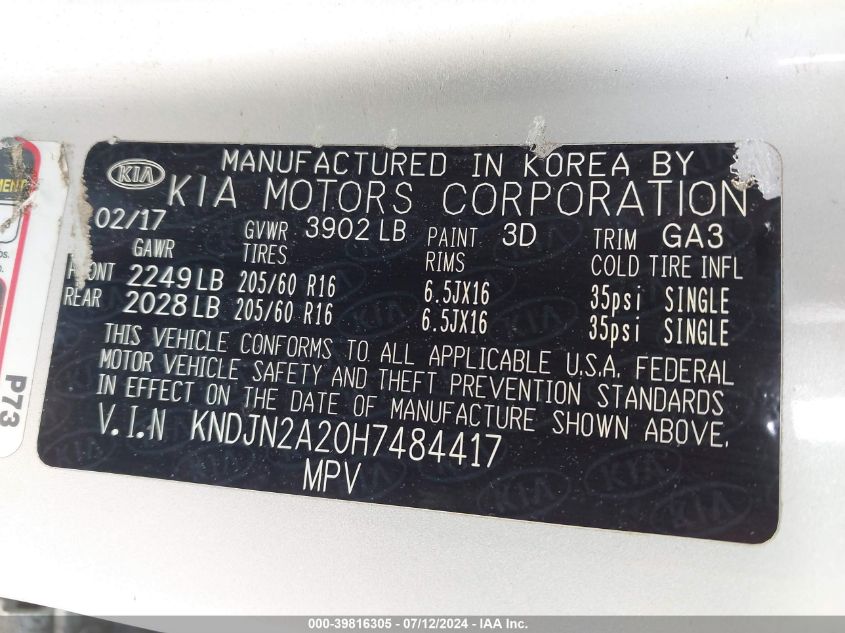 MANUFACTURED IN KOREA BY
KIA KIA MOTORS CORPORATION
02/17 GVWR 3902 LB PAINT 3D TRIM GA3
GAWR TIRES RIMS COLD TIRE INFL
FRONT 2249 LB 205/60 R16 6.5JX16 35psi SINGLE
REAR 2028 LB 205/60 R16 6.5JX16 35psi SINGLE
THIS VEHICLE CONFORMS TO ALL APPLICABLE U.S.A. FEDERAL
MOTOR VEHICLE SAFETY AND THEFT PREVENTION STANDARDS
IN EFFECT ON THE DATE OF MANUFACTURE SHOWN ABOVE.
V.I.N KNDJN2A20H7484417
MPV
P73
000-39816305 - 07/12/2024 - IAA Inc.